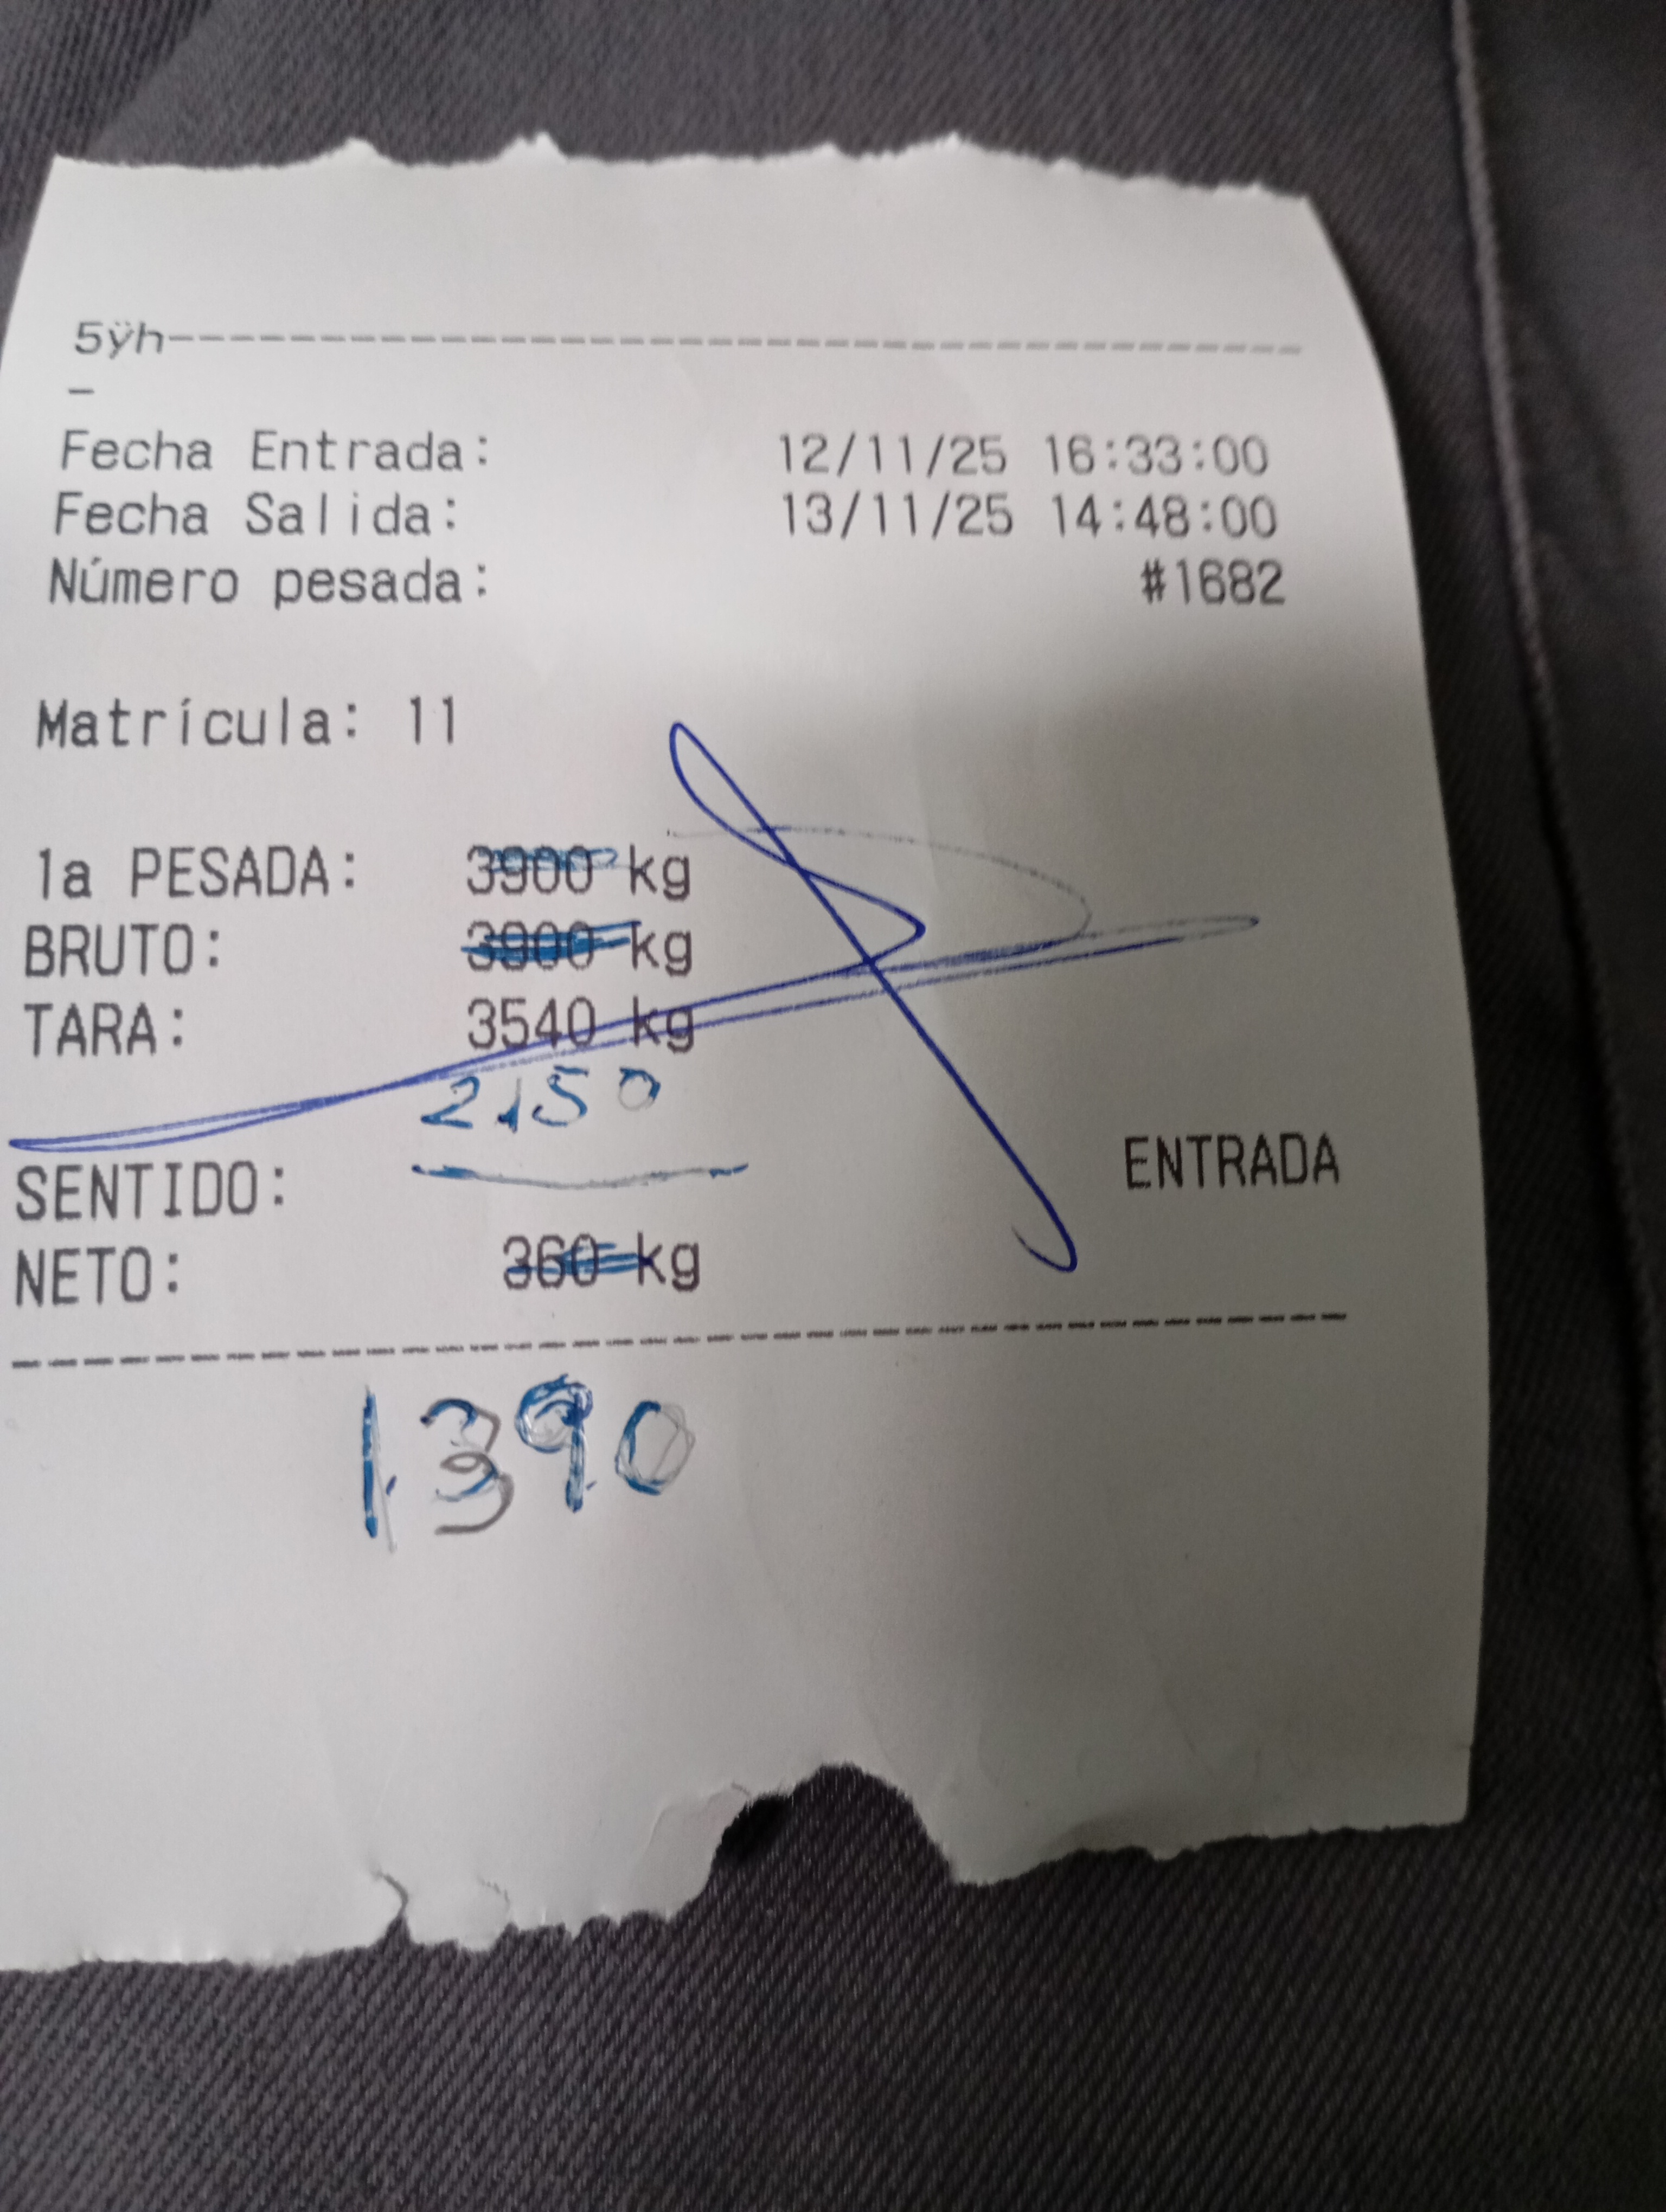 5ÿh------------------------------------------------
-
Fecha Entrada: 12/11/25 16:33:00
Fecha Salida: 13/11/25 14:48:00
Número pesada: #1682
Matrícula: 11
1a PESADA: 3900 kg
BRUTO: 3900 kg
TARA: 3540 kg
2150
SENTIDO: ENTRADA
NETO: 360 kg
1390